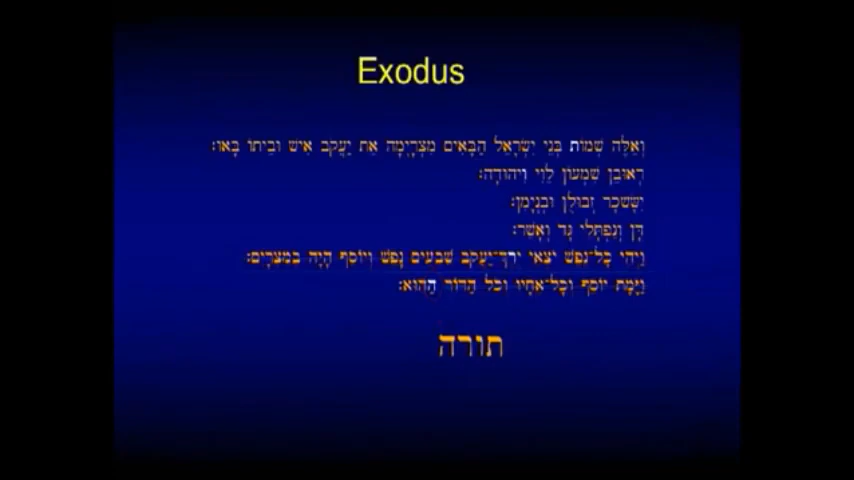 Exodus
וְאֵלֶּה שְׁמוֹת בְּנֵי יִשְׂרָאֵל הַבָּאִים מִצְרָיְמָה אֵת יַעֲקֹב אִישׁ וּבֵיתוֹ בָּאוּ:
רְאוּבֵן שִׁמְעוֹן לֵוִי וִיהוּדָה:
יִשָּׂשכָר זְבוּלֻן וּבִנְיָמִן:
דָּן וְנַפְתָּלִי גָּד וְאָשֵׁר:
וַיְהִי כָּל־נֶפֶשׁ יֹצְאֵי יֶרֶךְ־יַעֲקֹב שִׁבְעִים נָפֶשׁ וְיוֹסֵף הָיָה בְמִצְרָיִם:
וַיָּמָת יוֹסֵף וְכָל־אֶחָיו וְכֹל הַדּוֹר הַהוּא:
תורה